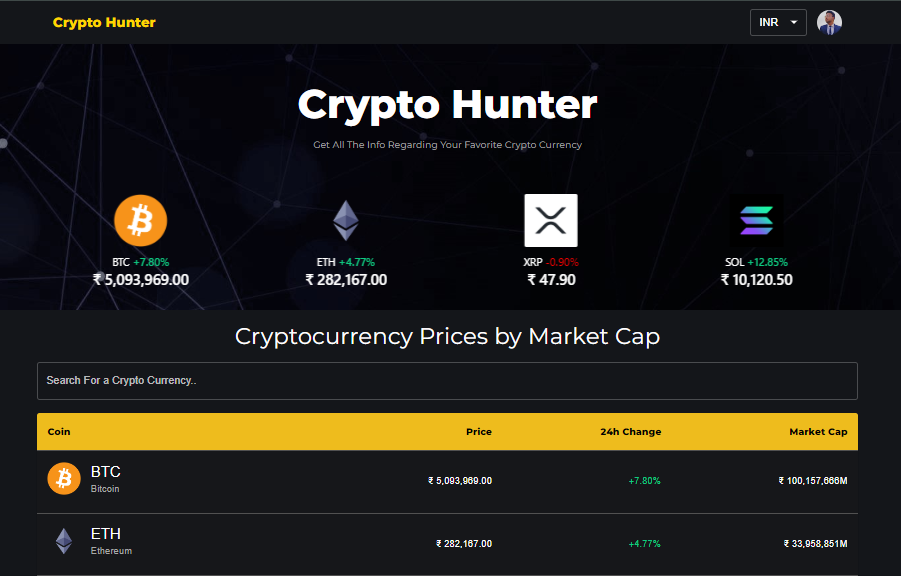 Crypto Hunter
INR
Crypto Hunter
Get All The Info Regarding Your Favorite Crypto Currency
BTC +7.80%
₹ 5,093,969.00
ETH +4.77%
₹ 282,167.00
XRP -0.90%
₹ 47.90
SOL +12.85%
₹ 10,120.50
Cryptocurrency Prices by Market Cap
Search For a Crypto Currency..
Coin Price 24h Change Market Cap
BTC
Bitcoin
₹ 5,093,969.00 +7.80% ₹ 100,157,666M
ETH
Ethereum
₹ 282,167.00 +4.77% ₹ 33,958,851M